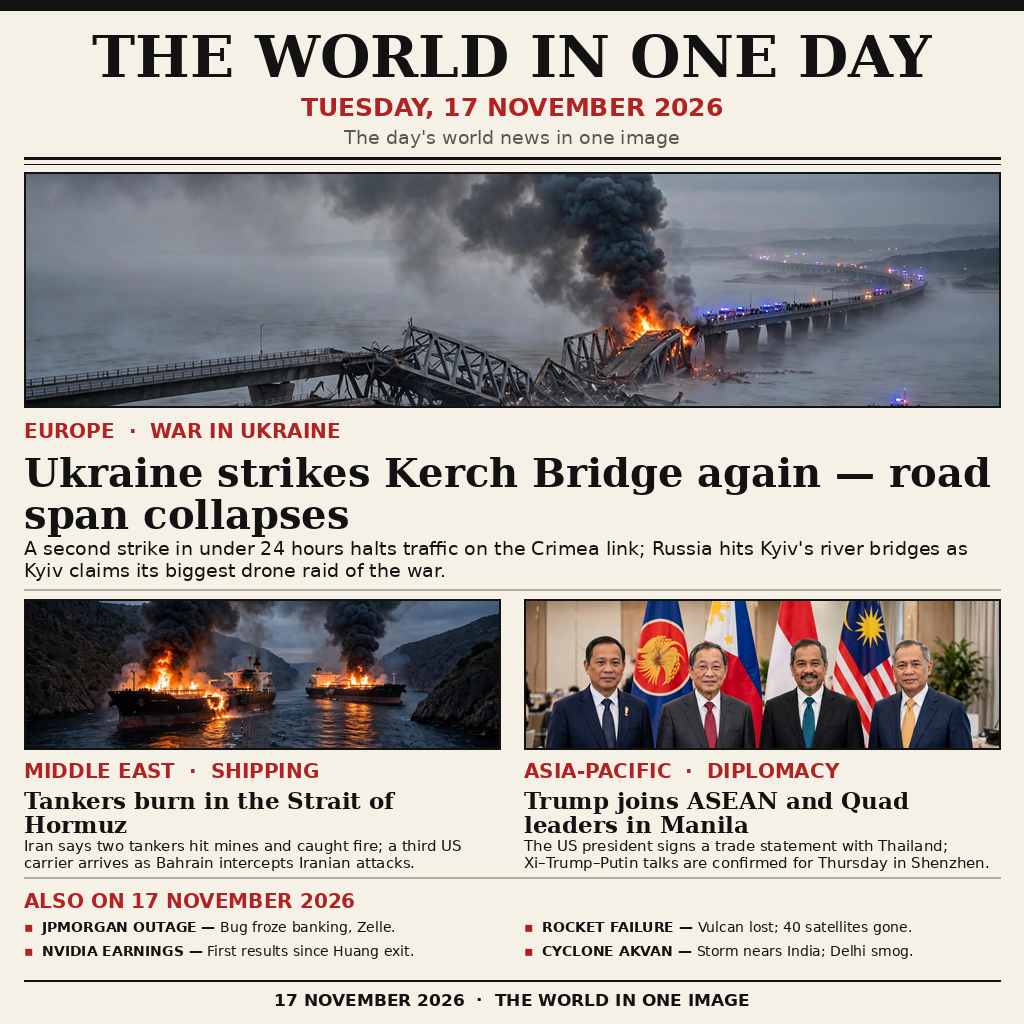 THE WORLD IN ONE DAY
TUESDAY, 17 NOVEMBER 2026
The day's world news in one image
EUROPE · WAR IN UKRAINE
Ukraine strikes Kerch Bridge again — road
span collapses
A second strike in under 24 hours halts traffic on the Crimea link; Russia hits Kyiv's river bridges as
Kyiv claims its biggest drone raid of the war.
MIDDLE EAST · SHIPPING
Tankers burn in the Strait of
Hormuz
Iran says two tankers hit mines and caught fire; a third US
carrier arrives as Bahrain intercepts Iranian attacks.
ASIA-PACIFIC · DIPLOMACY
Trump joins ASEAN and Quad
leaders in Manila
The US president signs a trade statement with Thailand;
Xi–Trump–Putin talks are confirmed for Thursday in Shenzhen.
ALSO ON 17 NOVEMBER 2026
▪ JPMORGAN OUTAGE — Bug froze banking, Zelle.
▪ NVIDIA EARNINGS — First results since Huang exit.
▪ ROCKET FAILURE — Vulcan lost; 40 satellites gone.
▪ CYCLONE AKVAN — Storm nears India; Delhi smog.
17 NOVEMBER 2026 · THE WORLD IN ONE IMAGE